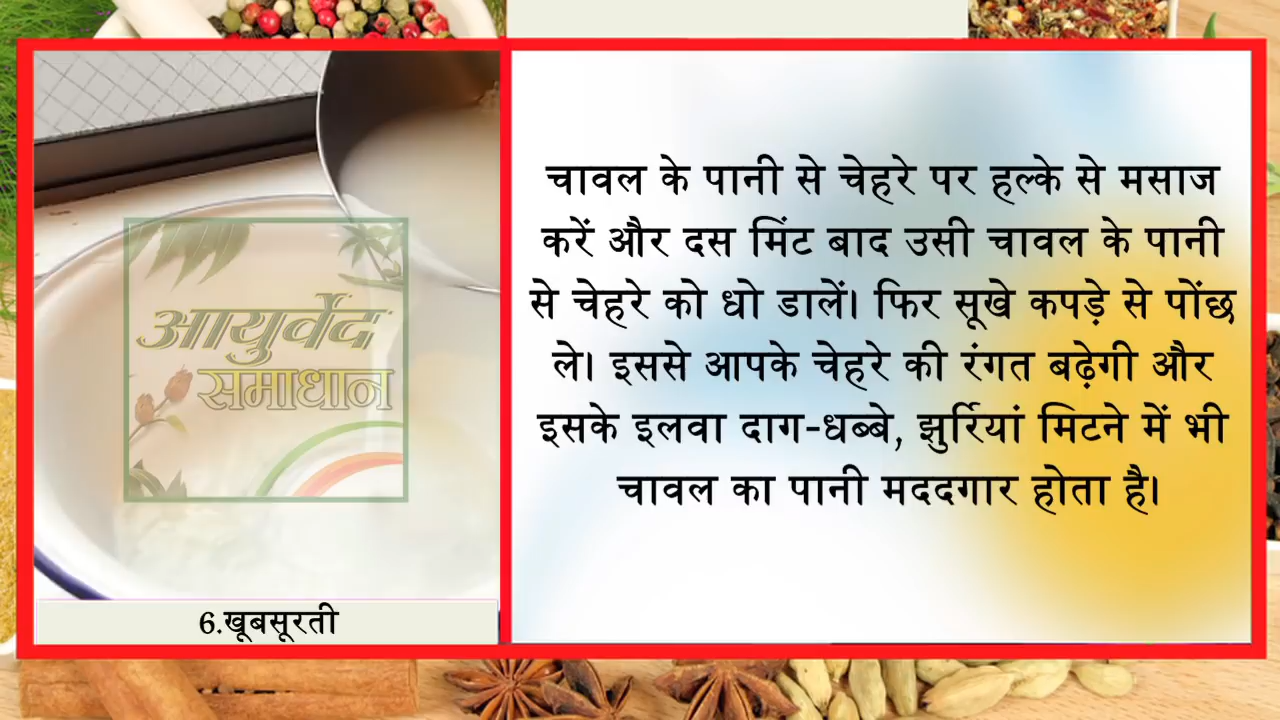 आयुर्वेद
समाधान
6.खूबसूरती
चावल के पानी से चेहरे पर हल्के से मसाज
करें और दस मिंट बाद उसी चावल के पानी
से चेहरे को धो डालें। फिर सूखे कपड़े से पोंछ
ले। इससे आपके चेहरे की रंगत बढ़ेगी और
इसके इलवा दाग-धब्बे, झुर्रियां मिटने में भी
चावल का पानी मददगार होता है।